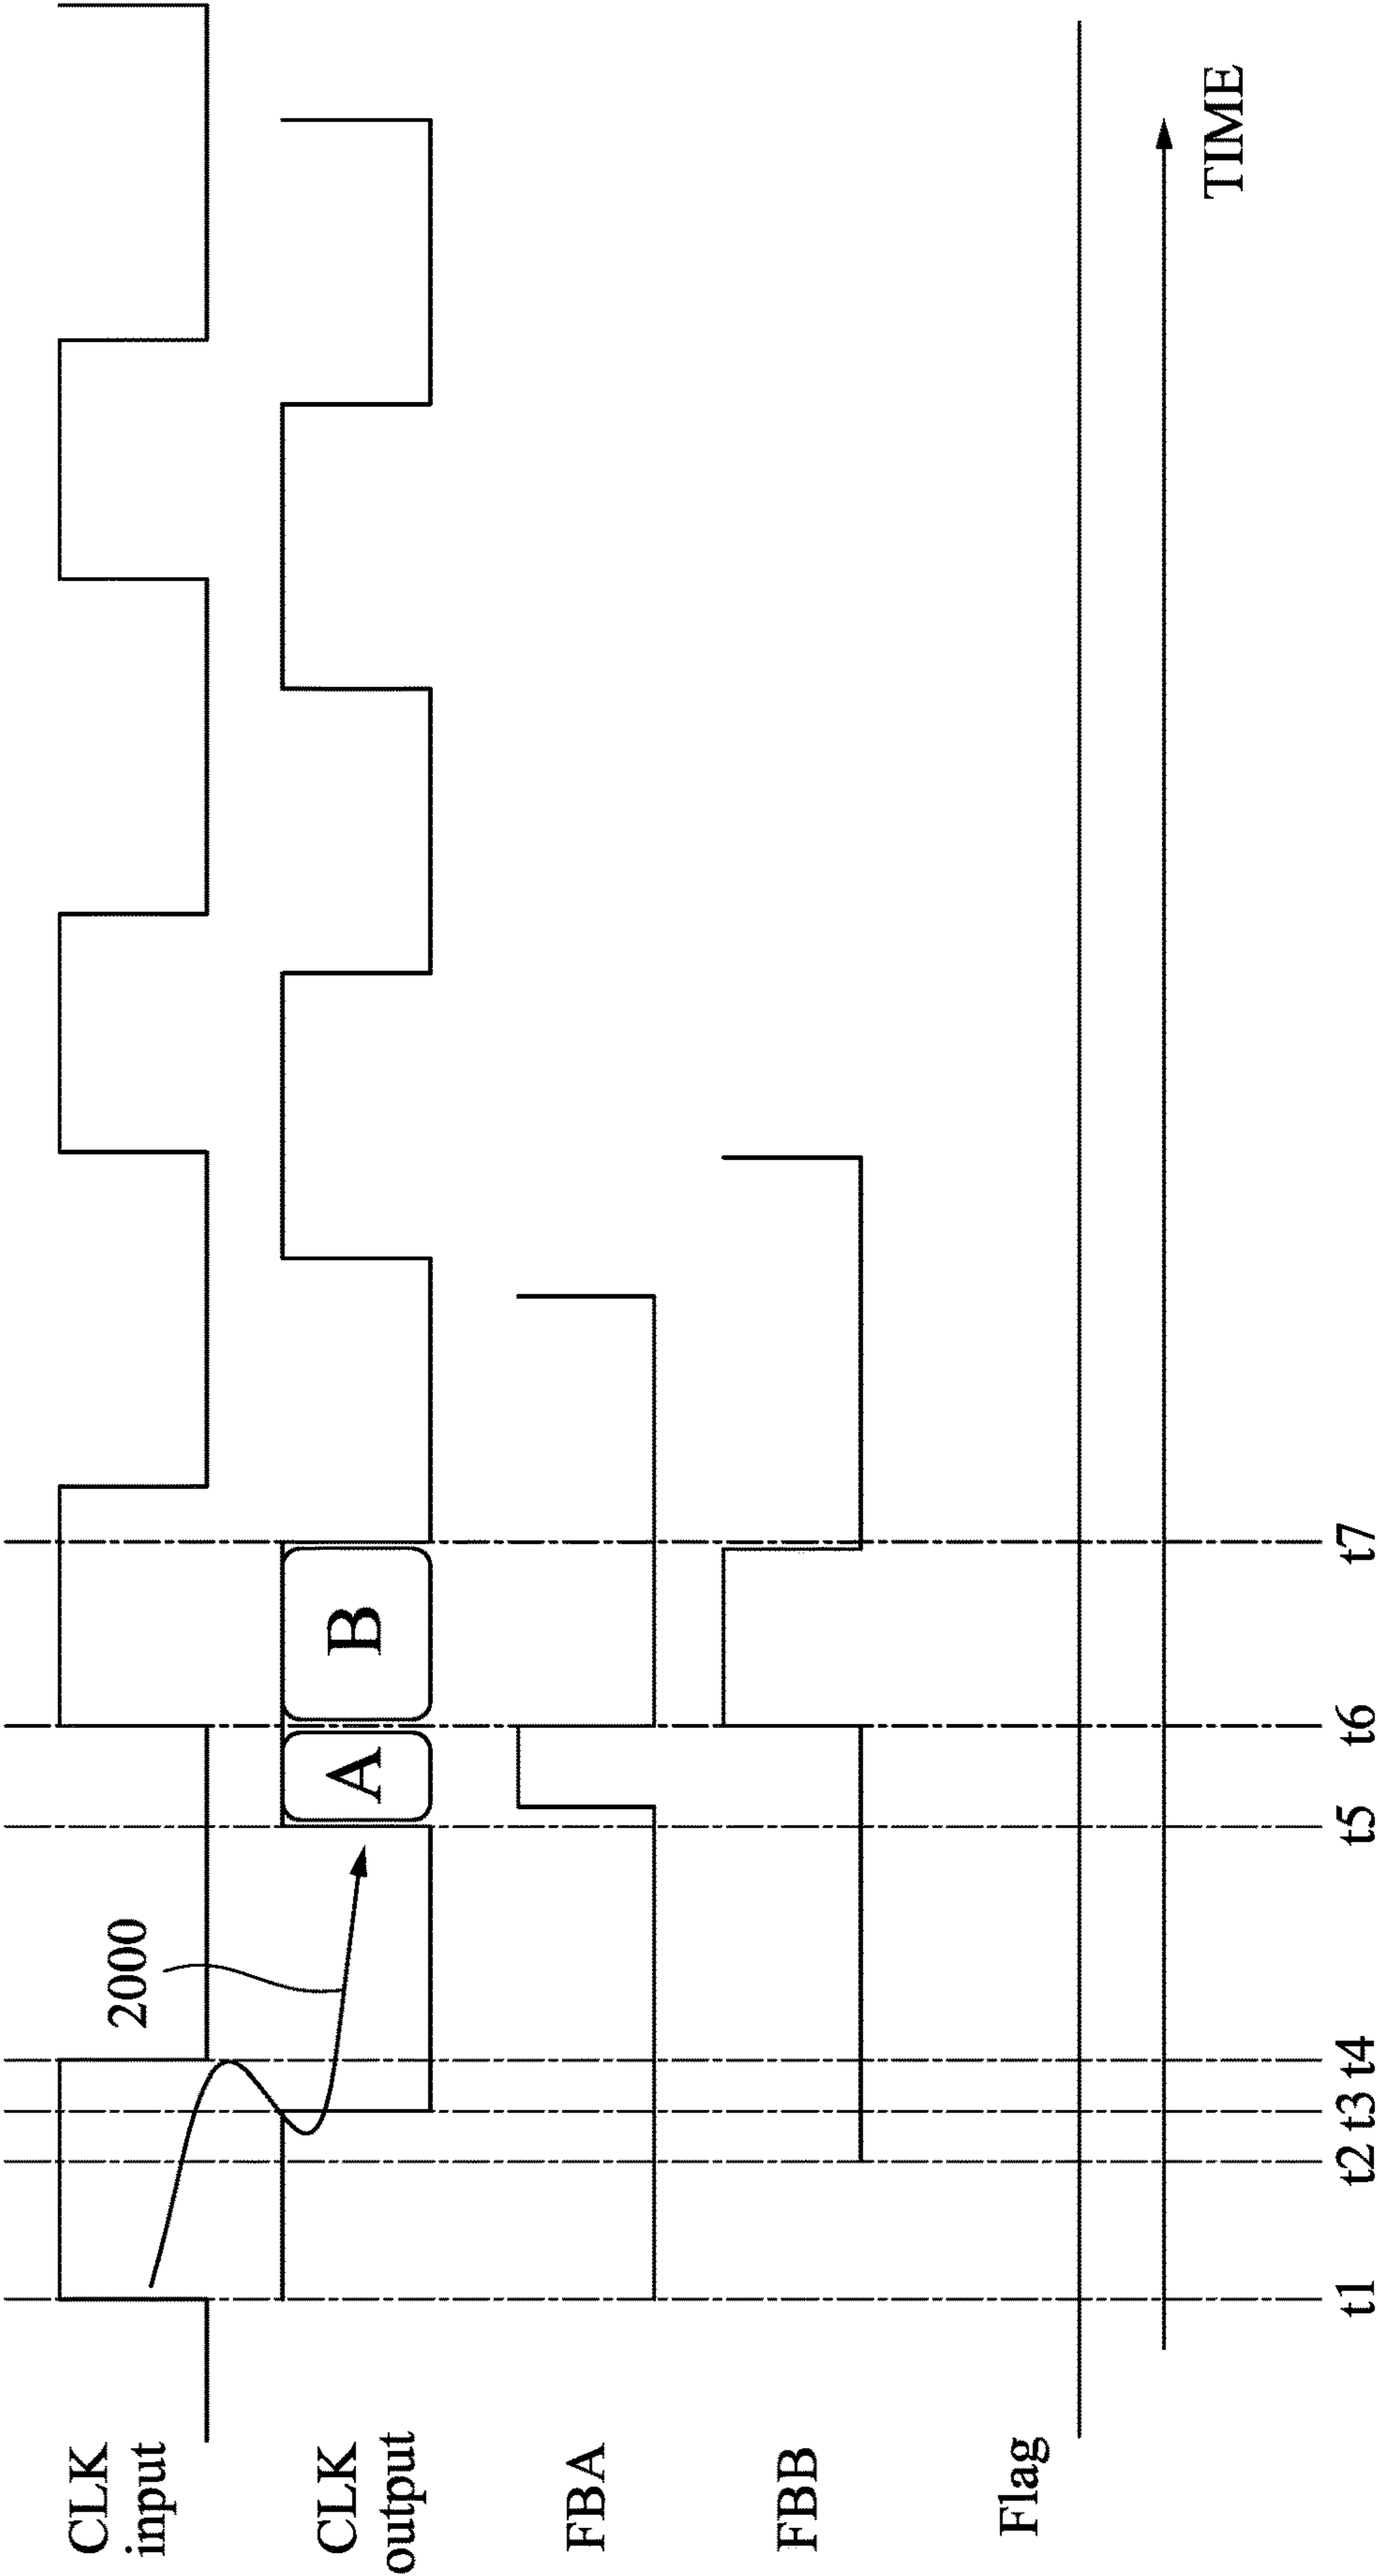 CLK
input
2000
CLK
output
A
B
FBA
FBB
Flag
TIME
t1
t2
t3
t4
t5
t6
t7